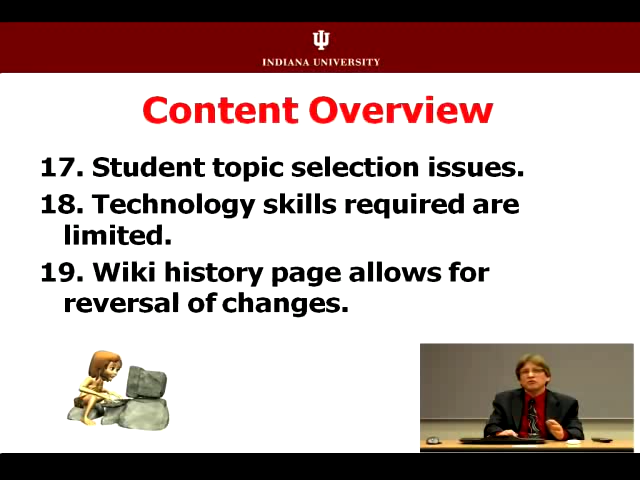 INDIANA UNIVERSITY
Content Overview
17. Student topic selection issues.
18. Technology skills required are
limited.
19. Wiki history page allows for
reversal of changes.